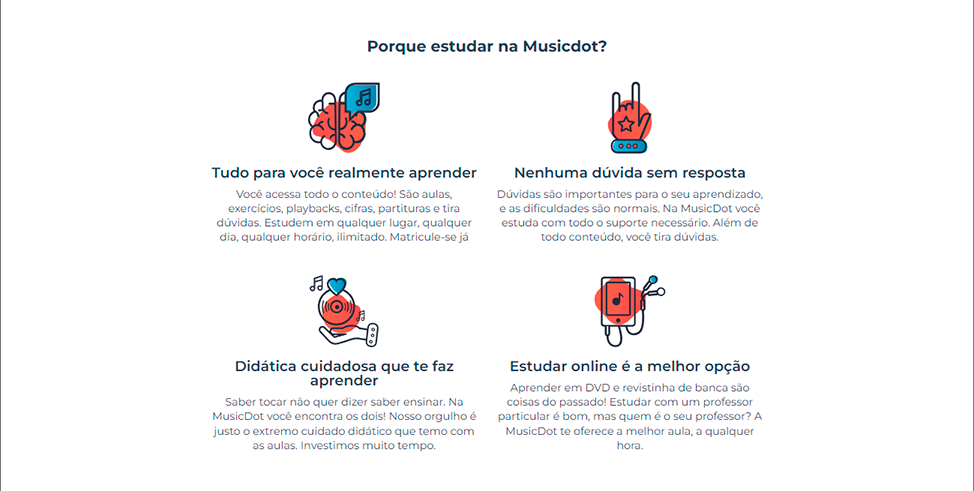 Porque estudar na Musicdot?
Tudo para você realmente aprender
Você acessa todo o conteúdo! São aulas,
exercícios, playbacks, cifras, partituras e tira
dúvidas. Estudem em qualquer lugar, qualquer
dia, qualquer horário, ilimitado. Matricule-se já
Nenhuma dúvida sem resposta
Dúvidas são importantes para o seu aprendizado,
e as dificuldades são normais. Na MusicDot você
estuda com todo o suporte necessário. Além de
todo conteúdo, você tira dúvidas.
Didática cuidadosa que te faz
aprender
Saber tocar não quer dizer saber ensinar. Na
MusicDot você encontra os dois! Nosso orgulho é
justo o extremo cuidado didático que temo com
as aulas. Investimos muito tempo.
Estudar online é a melhor opção
Aprender em DVD e revistinha de banca são
coisas do passado! Estudar com um professor
particular é bom, mas quem é o seu professor? A
MusicDot te oferece a melhor aula, a qualquer
hora.